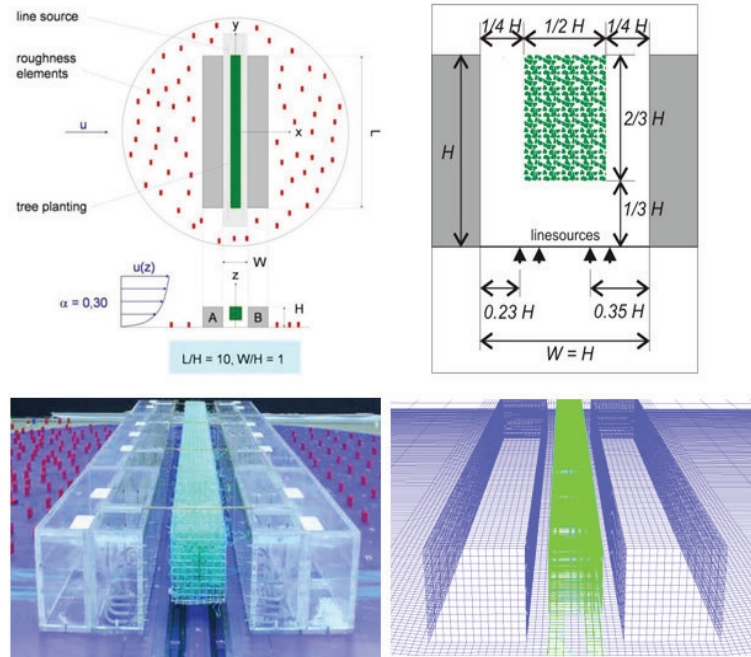 line source
y
roughness
elements
u
x
L
tree planting
W
u(z)
z
α = 0,30
A
B
H
L/H = 10, W/H = 1
1/4 H
1/2 H
1/4 H
H
2/3 H
1/3 H
linesources
0.23 H
0.35 H
W = H